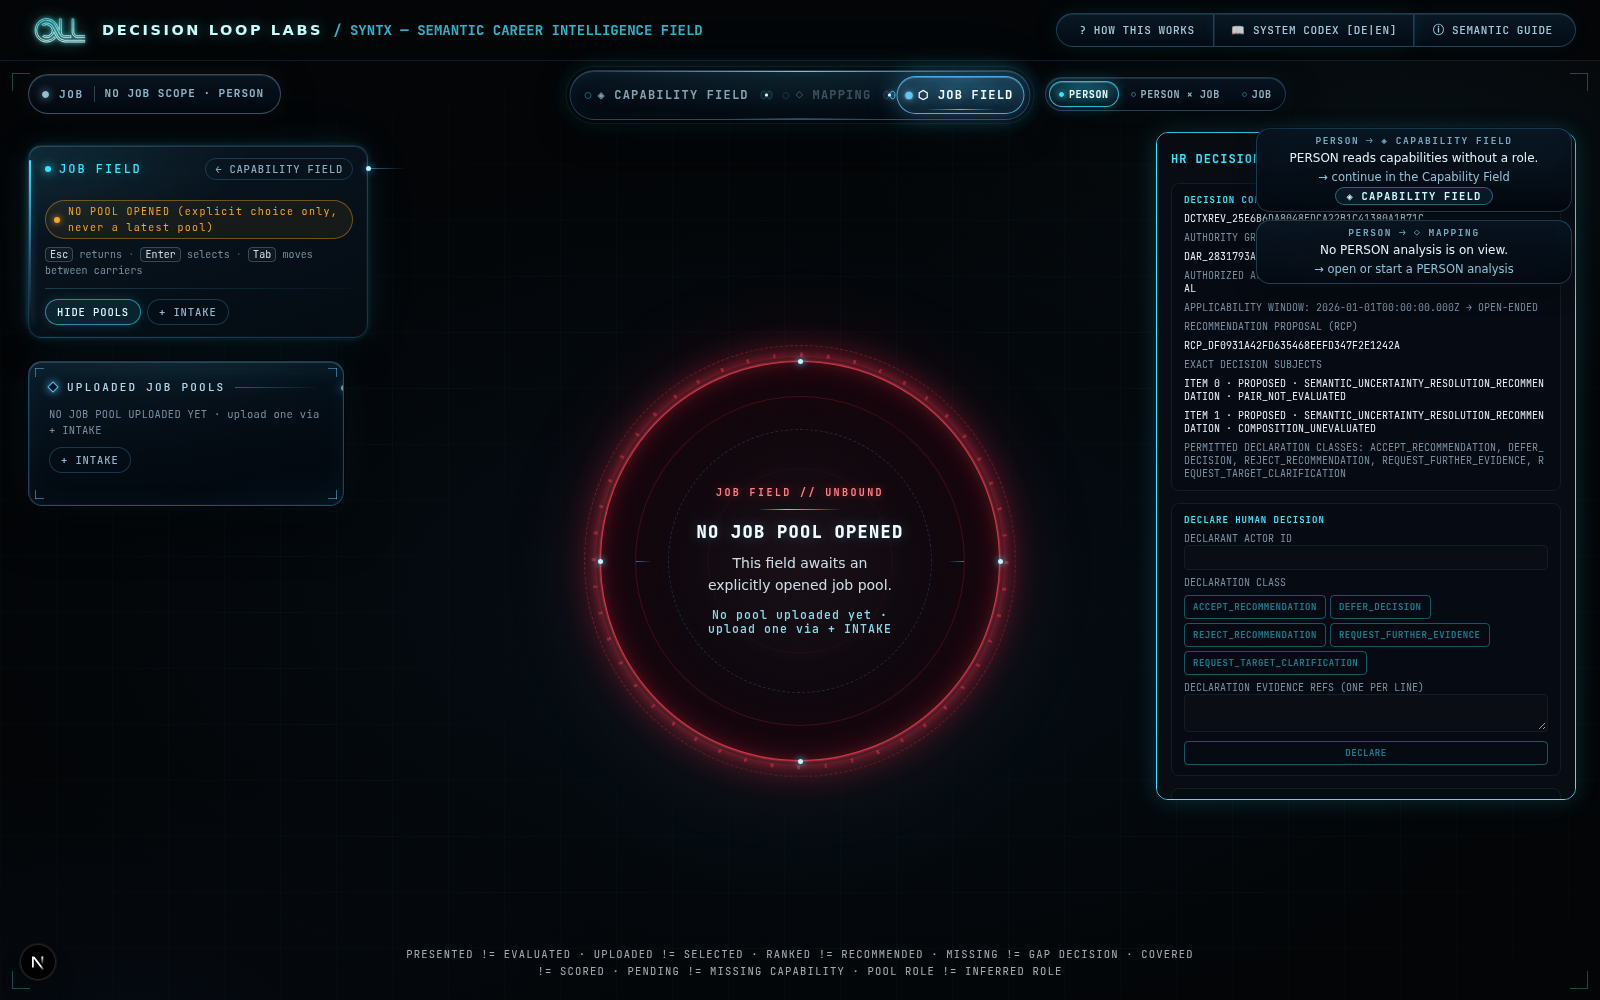 DECISION LOOP LABS / SYNTX — SEMANTIC CAREER INTELLIGENCE FIELD
? HOW THIS WORKS
📖 SYSTEM CODEX [DE|EN]
ⓘ SEMANTIC GUIDE
JOB | NO JOB SCOPE · PERSON
◈ CAPABILITY FIELD
◇ MAPPING
⬡ JOB FIELD
PERSON
PERSON × JOB
JOB
JOB FIELD
← CAPABILITY FIELD
NO POOL OPENED (explicit choice only,
never a latest pool)
Esc returns · Enter selects · Tab moves
between carriers
HIDE POOLS
+ INTAKE
UPLOADED JOB POOLS
NO JOB POOL UPLOADED YET · upload one via
+ INTAKE
+ INTAKE
JOB FIELD // UNBOUND
NO JOB POOL OPENED
This field awaits an
explicitly opened job pool.
No pool uploaded yet ·
upload one via + INTAKE
PERSON → ◈ CAPABILITY FIELD
PERSON reads capabilities without a role.
→ continue in the Capability Field
◈ CAPABILITY FIELD
PERSON → ◇ MAPPING
No PERSON analysis is on view.
→ open or start a PERSON analysis
HR DECISION
DECISION
AUTHORITY
DAR_2831793A
AUTHORIZED
AL
APPLICABILITY WINDOW: 2026-01-01T00:00:00.000Z → OPEN-ENDED
RECOMMENDATION PROPOSAL (RCP)
RCP_DF0931A42FD635468EEFD347F2E1242A
EXACT DECISION SUBJECTS
ITEM 0 · PROPOSED · SEMANTIC_UNCERTAINTY_RESOLUTION_RECOMMEN
DATION · PAIR_NOT_EVALUATED
ITEM 1 · PROPOSED · SEMANTIC_UNCERTAINTY_RESOLUTION_RECOMMEN
DATION · COMPOSITION_UNEVALUATED
PERMITTED DECLARATION CLASSES: ACCEPT_RECOMMENDATION, DEFER_
DECISION, REJECT_RECOMMENDATION, REQUEST_FURTHER_EVIDENCE, R
EQUEST_TARGET_CLARIFICATION
DECLARE HUMAN DECISION
DECLARANT ACTOR ID
DECLARATION CLASS
ACCEPT_RECOMMENDATION
DEFER_DECISION
REJECT_RECOMMENDATION
REQUEST_FURTHER_EVIDENCE
REQUEST_TARGET_CLARIFICATION
DECLARATION EVIDENCE REFS (ONE PER LINE)
DECLARE
PRESENTED != EVALUATED · UPLOADED != SELECTED · RANKED != RECOMMENDED · MISSING != GAP DECISION · COVERED
!= SCORED · PENDING != MISSING CAPABILITY · POOL ROLE != INFERRED ROLE
N